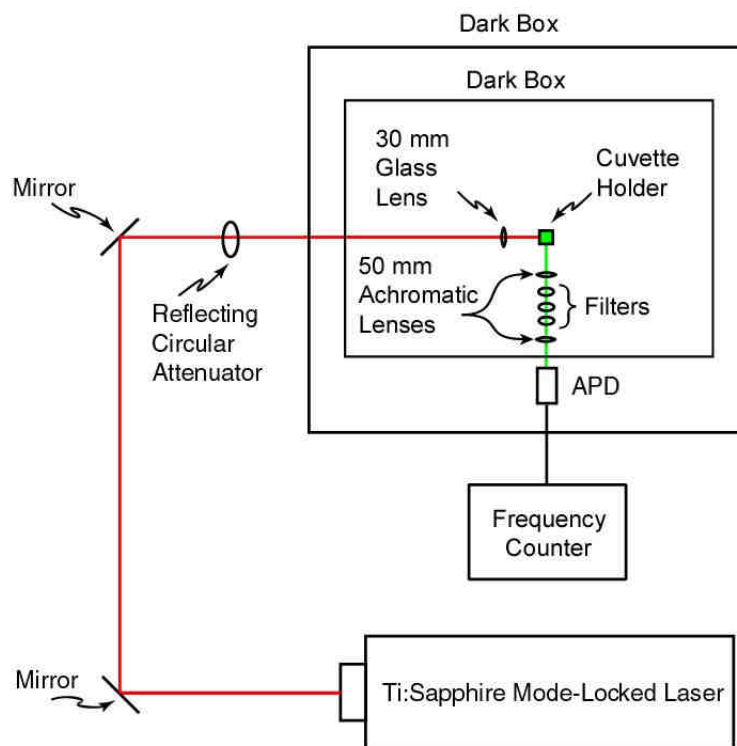 Dark Box
Dark Box
30 mm
Glass
Lens
Cuvette
Holder
Mirror
50 mm
Achromatic
Lenses
Filters
Reflecting
Circular
Attenuator
APD
Frequency
Counter
Mirror
Ti:Sapphire Mode-Locked Laser